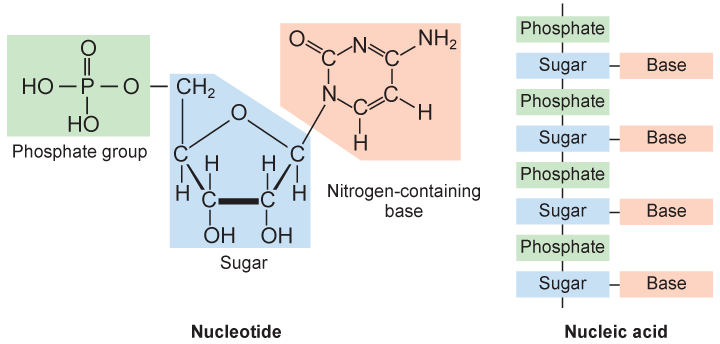 O
HO
P
O
HO
Phosphate group
CH2
O
C
C
H
H
H
H
C
C
OH
OH
Sugar
O
C
N
C
NH2
N
C
C
H
H
Nitrogen-containing
base
Nucleotide
Phosphate
Sugar
Base
Phosphate
Sugar
Base
Phosphate
Sugar
Base
Phosphate
Sugar
Base
Nucleic acid